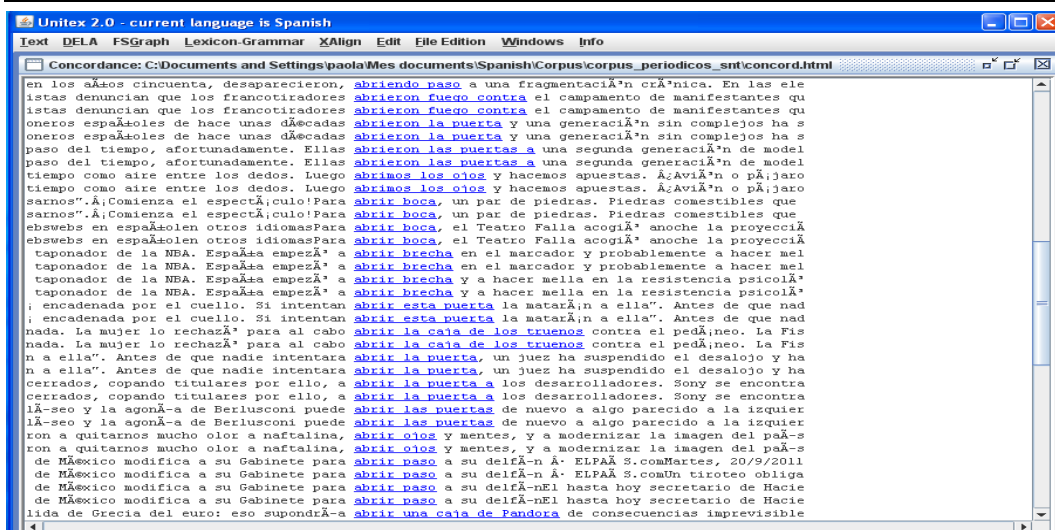 Unitex 2.0 - current language is Spanish
Text DELA FSGraph Lexicon-Grammar XAlign Edit File Edition Windows Info
Concordance: C:\Documents and Settings\paola\Mes documents\Spanish\Corpus\corpus_periodicos_snt\concord.html
en los aÃ±os cincuenta, desaparecieron, abriendo paso a una fragmentaciÃ³n crÃ³nica. En las ele
istas denuncian que los francotiradores abrieron fuego contra el campamento de manifestantes qu
istas denuncian que los francotiradores abrieron fuego contra el campamento de manifestantes qu
oneros espaÃ±oles de hace unas dÃ©cadas abrieron la puerta y una generaciÃ³n sin complejos ha s
oneros espaÃ±oles de hace unas dÃ©cadas abrieron la puerta y una generaciÃ³n sin complejos ha s
paso del tiempo, afortunadamente. Ellas abrieron las puertas a una segunda generaciÃ³n de model
paso del tiempo, afortunadamente. Ellas abrieron las puertas a una segunda generaciÃ³n de model
tiempo como aire entre los dedos. Luego abrimos los ojos y hacemos apuestas. Â¿AviÃ³n o pÃ¡jaro
tiempo como aire entre los dedos. Luego abrimos los ojos y hacemos apuestas. Â¿AviÃ³n o pÃ¡jaro
sarnos".Â¡Comienza el espectÃ¡culo!Para abrir boca, un par de piedras. Piedras comestibles que
sarnos".Â¡Comienza el espectÃ¡culo!Para abrir boca, un par de piedras. Piedras comestibles que
ebswebs en espaÃ±olen otros idiomasPara abrir boca, el Teatro Falla acogiÃ³ anoche la proyecciÃ
ebswebs en espaÃ±olen otros idiomasPara abrir boca, el Teatro Falla acogiÃ³ anoche la proyecciÃ
taponador de la NBA. EspaÃ±a empezÃ³ a abrir brecha en el marcador y probablemente a hacer mel
taponador de la NBA. EspaÃ±a empezÃ³ a abrir brecha en el marcador y probablemente a hacer mel
taponador de la NBA. EspaÃ±a empezÃ³ a abrir brecha y a hacer mella en la resistencia psicolÃ³
taponador de la NBA. EspaÃ±a empezÃ³ a abrir brecha y a hacer mella en la resistencia psicolÃ³
¡ encadenada por el cuello. Si intentan abrir esta puerta la matarÃ¡n a ella". Antes de que nad
¡ encadenada por el cuello. Si intentan abrir esta puerta la matarÃ¡n a ella". Antes de que nad
nada. La mujer lo rechazÃ³ para al cabo abrir la caja de los truenos contra el pedÃ¡neo. La Fis
nada. La mujer lo rechazÃ³ para al cabo abrir la caja de los truenos contra el pedÃ¡neo. La Fis
n a ella". Antes de que nadie intentara abrir la puerta, un juez ha suspendido el desalojo y ha
n a ella". Antes de que nadie intentara abrir la puerta, un juez ha suspendido el desalojo y ha
cerrados, copando titulares por ello, a abrir la puerta a los desarrolladores. Sony se encontra
cerrados, copando titulares por ello, a abrir la puerta a los desarrolladores. Sony se encontra
lÃ-seo y la agonÃ-a de Berlusconi puede abrir las puertas de nuevo a algo parecido a la izquier
lÃ-seo y la agonÃ-a de Berlusconi puede abrir las puertas de nuevo a algo parecido a la izquier
ron a quitarnos mucho olor a naftalina, abrir ojos y mentes, y a modernizar la imagen del paÃ-s
ron a quitarnos mucho olor a naftalina, abrir ojos y mentes, y a modernizar la imagen del paÃ-s
de MÃ©xico modifica a su Gabinete para abrir paso a su delfÃ-n Â· ELPAÃ S.comMartes, 20/9/2011
de MÃ©xico modifica a su Gabinete para abrir paso a su delfÃ-n Â· ELPAÃ S.comUn tiroteo obliga
de MÃ©xico modifica a su Gabinete para abrir paso a su delfÃ-nEl hasta hoy secretario de Hacie
de MÃ©xico modifica a su Gabinete para abrir paso a su delfÃ-nEl hasta hoy secretario de Hacie
lida de Grecia del euro: eso supondrÃ-a abrir una caja de Pandora de consecuencias imprevisible